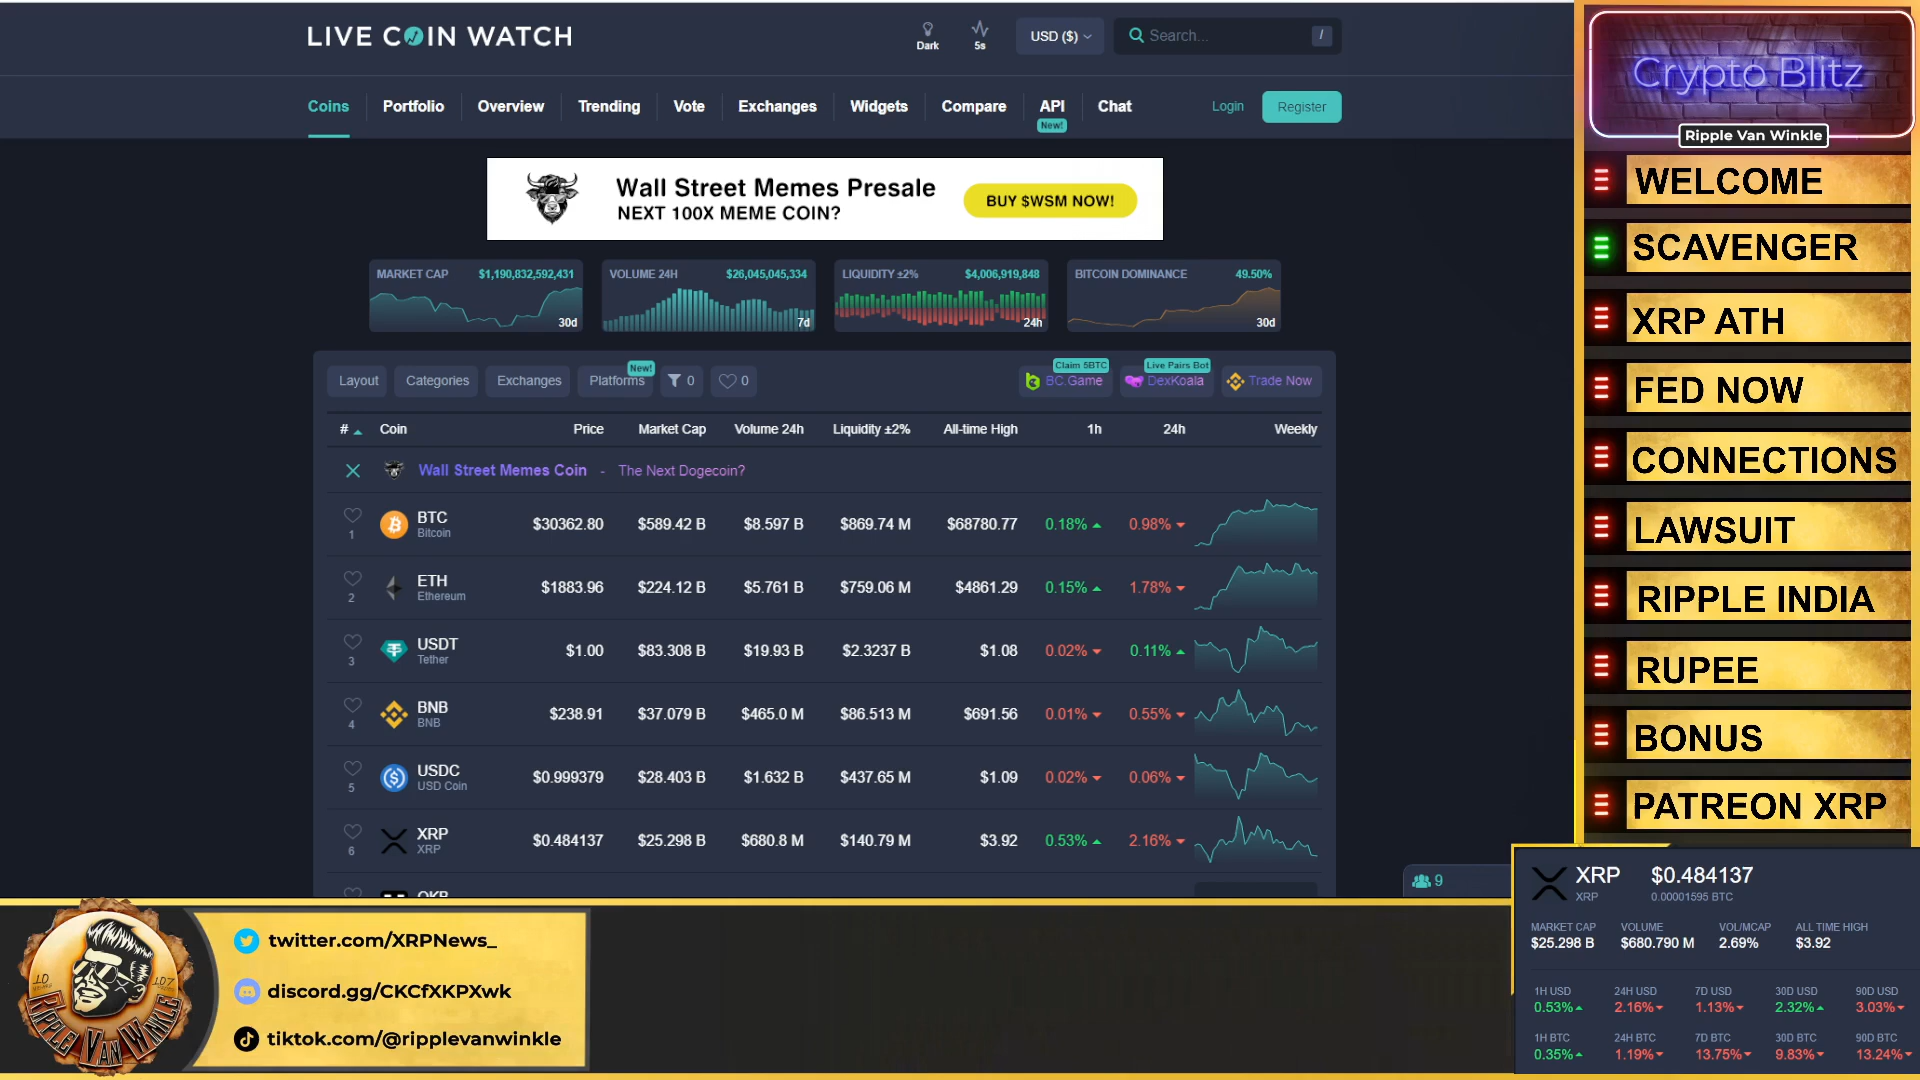 LIVE COIN WATCH
Dark
5s
USD ($)
Search...
/
Coins
Portfolio
Overview
Trending
Vote
Exchanges
Widgets
Compare
API
New!
Chat
Login
Register
Wall Street Memes Presale
NEXT 100X MEME COIN?
BUY $WSM NOW!
MARKET CAP $1,190,832,592,431
30d
VOLUME 24H $26,045,045,334
7d
LIQUIDITY ±2% $4,006,919,848
24h
BITCOIN DOMINANCE 49.50%
30d
Layout
Categories
Exchanges
Platforms
New!
0
0
Claim 5BTC
BC.Game
Live Pairs Bot
DexKoala
Trade Now
# Coin Price Market Cap Volume 24h Liquidity ±2% All-time High 1h 24h Weekly
Wall Street Memes Coin - The Next Dogecoin?
1 BTC Bitcoin $30362.80 $589.42 B $8.597 B $869.74 M $68780.77 0.18% 0.98%
2 ETH Ethereum $1883.96 $224.12 B $5.761 B $759.06 M $4861.29 0.15% 1.78%
3 USDT Tether $1.00 $83.308 B $19.93 B $2.3237 B $1.08 0.02% 0.11%
4 BNB BNB $238.91 $37.079 B $465.0 M $86.513 M $691.56 0.01% 0.55%
5 USDC USD Coin $0.999379 $28.403 B $1.632 B $437.65 M $1.09 0.02% 0.06%
6 XRP XRP $0.484137 $25.298 B $680.8 M $140.79 M $3.92 0.53% 2.16%
OKB
9
Crypto Blitz
Ripple Van Winkle
WELCOME
SCAVENGER
XRP ATH
FED NOW
CONNECTIONS
LAWSUIT
RIPPLE INDIA
RUPEE
BONUS
PATREON XRP
XRP $0.484137
XRP 0.00001595 BTC
MARKET CAP VOLUME VOL/MCAP ALL TIME HIGH
$25.298 B $680.790 M 2.69% $3.92
1H USD 24H USD 7D USD 30D USD 90D USD
0.53% 2.16% 1.13% 2.32% 3.03%
1H BTC 24H BTC 7D BTC 30D BTC 90D BTC
0.35% 1.19% 13.75% 9.83% 13.24%
RIPPLE VAN WINKLE
twitter.com/XRPNews_
discord.gg/CKCfXKPXwk
tiktok.com/@ripplevanwinkle